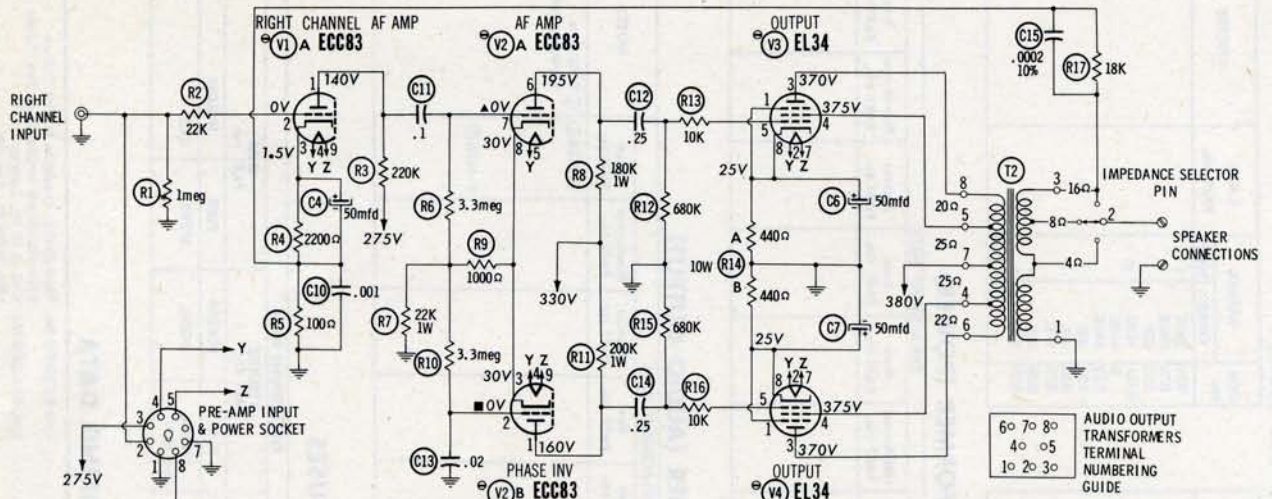 RIGHT CHANNEL AF AMP
V1 A ECC83
AF AMP
V2 A ECC83
OUTPUT
V3 EL34
C15
.0002
10%
R17
18K
1
140V
6
195V
3
370V
375V
4
RIGHT
CHANNEL
INPUT
R2
22K
0V
2
1.5V
3 4 9
Y Z
C11
.1
▲0V
7
30V
8 5
Y
C12
.25
R13
10K
1
5
8 2 7
Y Z
25V
R1
1meg
R3
220K
275V
C4
50mfd
R4
2200Ω
C10
.001
R5
100Ω
R6
3.3meg
R9
1000Ω
R7
22K
1W
R10
3.3meg
R8
180K
1W
330V
R11
200K
1W
R12
680K
R15
680K
A
440Ω
10W R14
B
440Ω
C6
50mfd
C7
50mfd
25V
T2
8
20Ω
5
25Ω
7
25Ω
380V
4
22Ω
6
3
16Ω
8Ω
4Ω
2
1
IMPEDANCE SELECTOR
PIN
SPEAKER
CONNECTIONS
Y
Z
4 5
3
2
1 8
7
PRE-AMP INPUT
& POWER SOCKET
275V
30V
Y Z
3 4 9
■0V
2
1
160V
C13
.02
PHASE INV
V2 B ECC83
C14
.25
R16
10K
Y Z
8 2 7
5
1
375V
4
3
370V
OUTPUT
V4 EL34
6 7 8
4 5
1 2 3
AUDIO OUTPUT
TRANSFORMERS
TERMINAL
NUMBERING
GUIDE